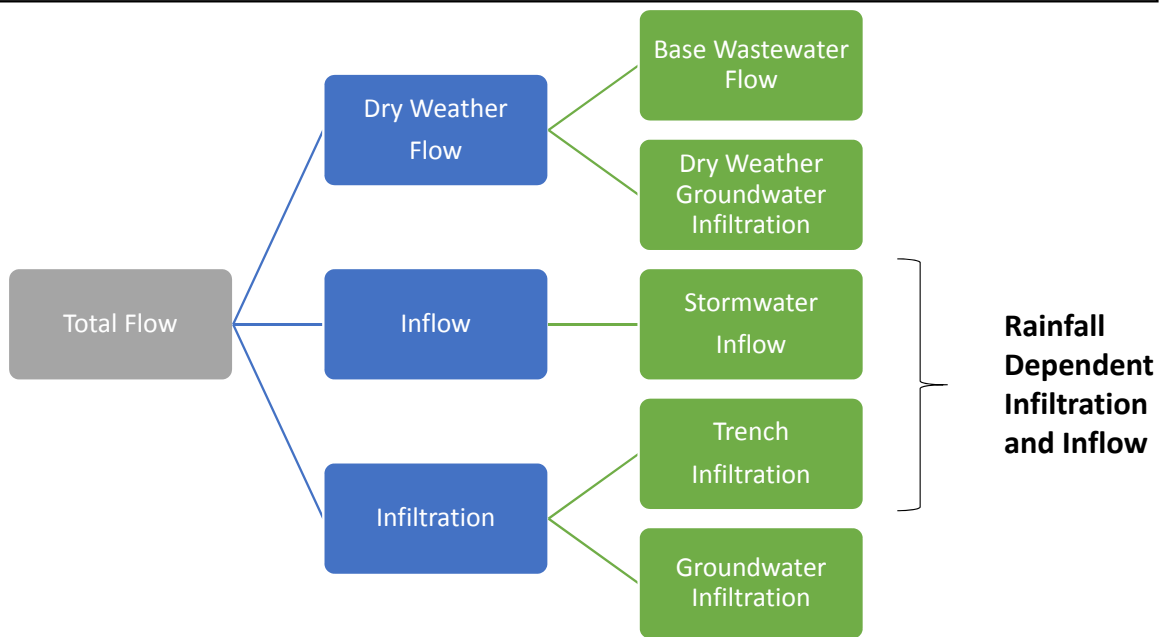 Base Wastewater
Flow
Dry Weather
Flow
Dry Weather
Groundwater
Infiltration
Total Flow
Inflow
Stormwater
Inflow
Rainfall
Dependent
Infiltration
and Inflow
Trench
Infiltration
Infiltration
Groundwater
Infiltration